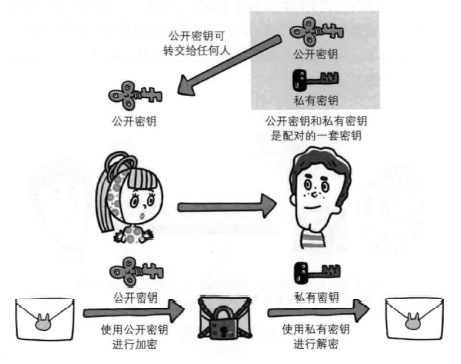 公开密钥可
转交给任何人
公开密钥
私有密钥
公开密钥
公开密钥和私有密钥
是配对的一套密钥
公开密钥
私有密钥
使用公开密钥
进行加密
使用私有密钥
进行解密